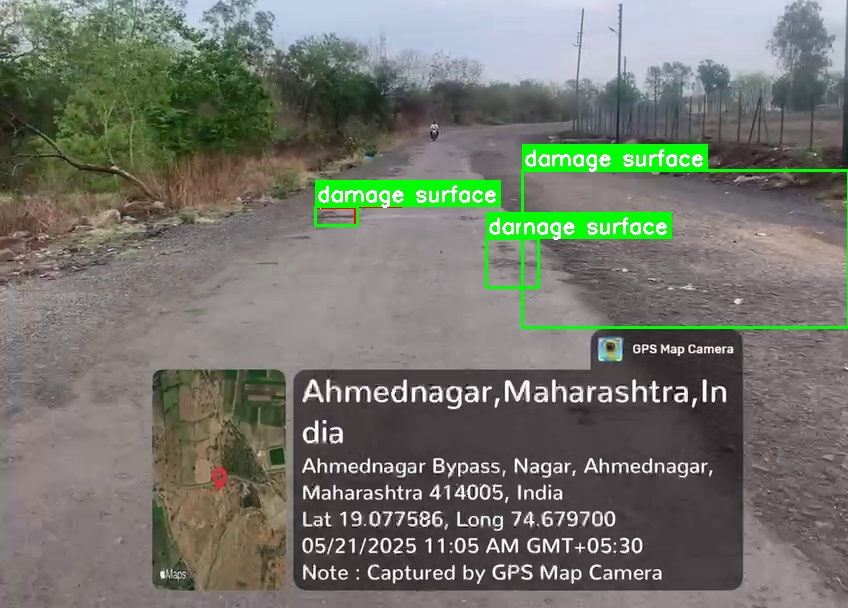 damage surface
damage surface
damage surface
GPS Map Camera
Ahmednagar,Maharashtra,In
dia
Ahmednagar Bypass, Nagar, Ahmednagar,
Maharashtra 414005, India
Lat 19.077586, Long 74.679700
05/21/2025 11:05 AM GMT+05:30
Note : Captured by GPS Map Camera
Maps